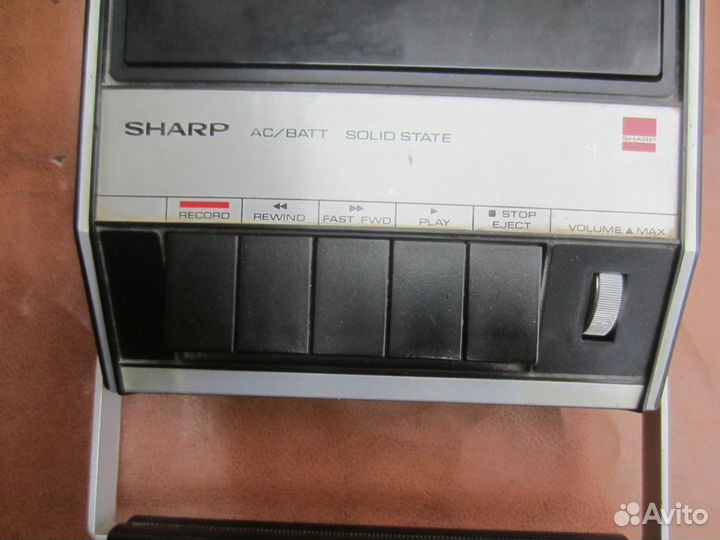 SHARP AC/BATT SOLID STATE
SHARP
RECORD REWIND FAST FWD PLAY STOP EJECT
VOLUME ▲ MAX
Avito